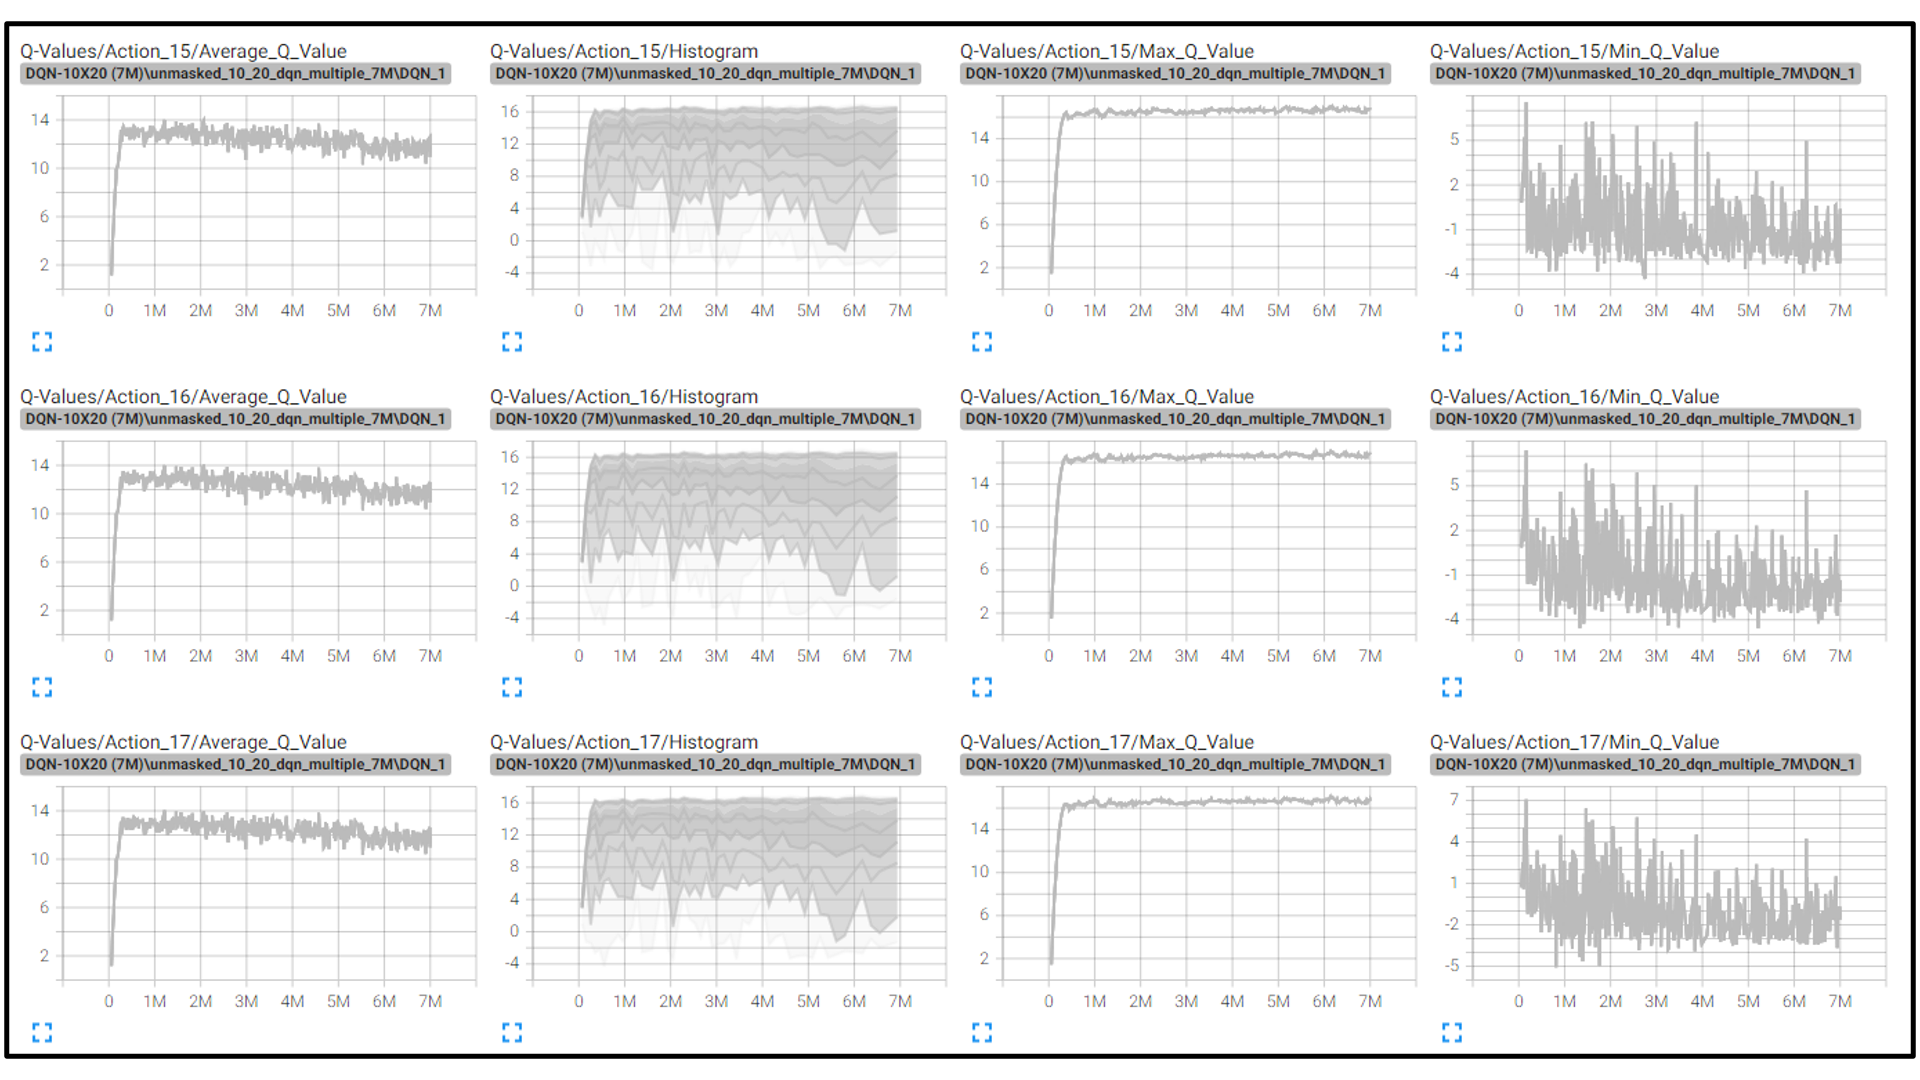 Q-Values/Action_15/Average_Q_Value
DQN-10X20 (7M)\unmasked_10_20_dqn_multiple_7M\DQN_1
14
10
6
2
0 1M 2M 3M 4M 5M 6M 7M
Q-Values/Action_15/Histogram
DQN-10X20 (7M)\unmasked_10_20_dqn_multiple_7M\DQN_1
16
12
8
4
0
-4
0 1M 2M 3M 4M 5M 6M 7M
Q-Values/Action_15/Max_Q_Value
DQN-10X20 (7M)\unmasked_10_20_dqn_multiple_7M\DQN_1
14
10
6
2
0 1M 2M 3M 4M 5M 6M 7M
Q-Values/Action_15/Min_Q_Value
DQN-10X20 (7M)\unmasked_10_20_dqn_multiple_7M\DQN_1
5
2
-1
-4
0 1M 2M 3M 4M 5M 6M 7M
Q-Values/Action_16/Average_Q_Value
DQN-10X20 (7M)\unmasked_10_20_dqn_multiple_7M\DQN_1
14
10
6
2
0 1M 2M 3M 4M 5M 6M 7M
Q-Values/Action_16/Histogram
DQN-10X20 (7M)\unmasked_10_20_dqn_multiple_7M\DQN_1
16
12
8
4
0
-4
0 1M 2M 3M 4M 5M 6M 7M
Q-Values/Action_16/Max_Q_Value
DQN-10X20 (7M)\unmasked_10_20_dqn_multiple_7M\DQN_1
14
10
6
2
0 1M 2M 3M 4M 5M 6M 7M
Q-Values/Action_16/Min_Q_Value
DQN-10X20 (7M)\unmasked_10_20_dqn_multiple_7M\DQN_1
5
2
-1
-4
0 1M 2M 3M 4M 5M 6M 7M
Q-Values/Action_17/Average_Q_Value
DQN-10X20 (7M)\unmasked_10_20_dqn_multiple_7M\DQN_1
14
10
6
2
0 1M 2M 3M 4M 5M 6M 7M
Q-Values/Action_17/Histogram
DQN-10X20 (7M)\unmasked_10_20_dqn_multiple_7M\DQN_1
16
12
8
4
0
-4
0 1M 2M 3M 4M 5M 6M 7M
Q-Values/Action_17/Max_Q_Value
DQN-10X20 (7M)\unmasked_10_20_dqn_multiple_7M\DQN_1
14
10
6
2
0 1M 2M 3M 4M 5M 6M 7M
Q-Values/Action_17/Min_Q_Value
DQN-10X20 (7M)\unmasked_10_20_dqn_multiple_7M\DQN_1
7
4
1
-2
-5
0 1M 2M 3M 4M 5M 6M 7M